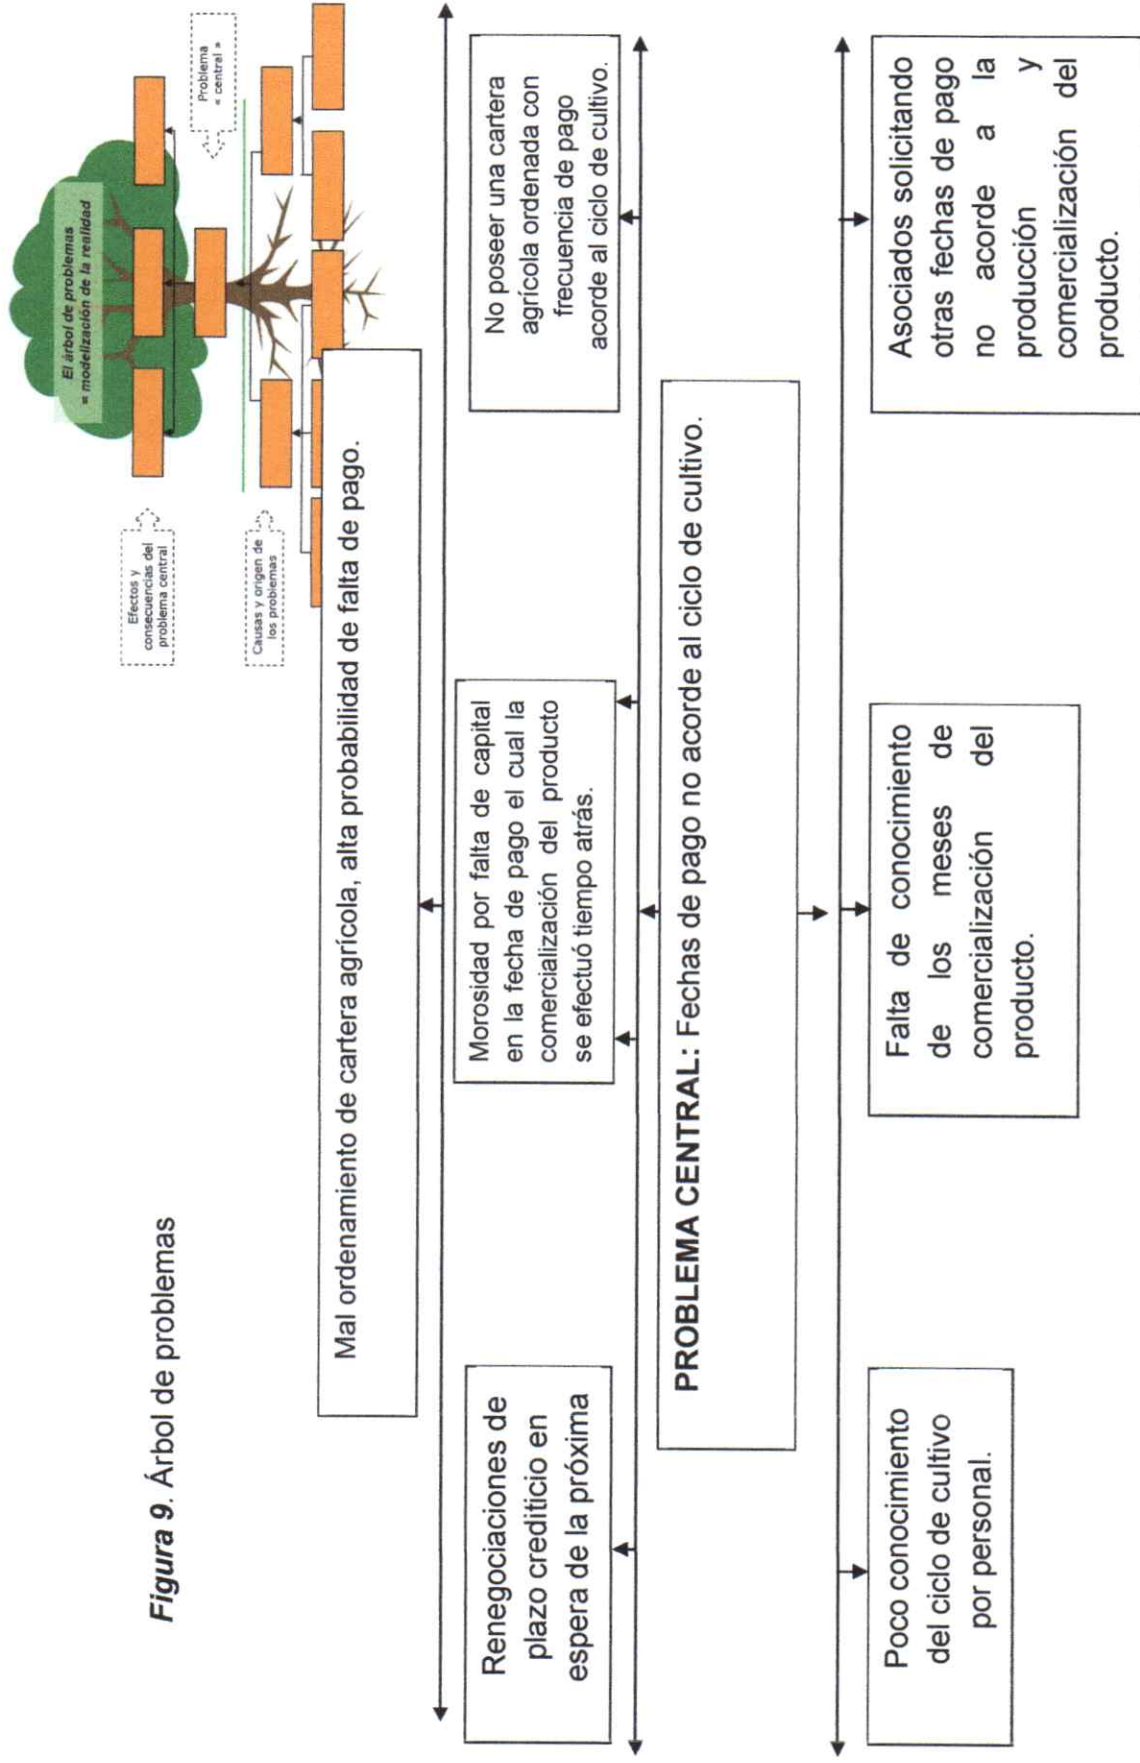 Figura 9. Árbol de problemas
El árbol de problemas
= modelización de la realidad
Problema
« central »
Efectos y
consecuencias del
problema central
Causas y origen de
los problemas
Mal ordenamiento de cartera agrícola, alta probabilidad de falta de pago.
Renegociaciones de
plazo crediticio en
espera de la próxima
Morosidad por falta de capital
en la fecha de pago el cual la
comercialización del producto
se efectuó tiempo atrás.
No poseer una cartera
agrícola ordenada con
frecuencia de pago
acorde al ciclo de cultivo.
PROBLEMA CENTRAL: Fechas de pago no acorde al ciclo de cultivo.
Poco conocimiento
del ciclo de cultivo
por personal.
Falta de conocimiento
de los meses de
comercialización del
producto.
Asociados solicitando
otras fechas de pago
no acorde a la
producción y
comercialización del
producto.